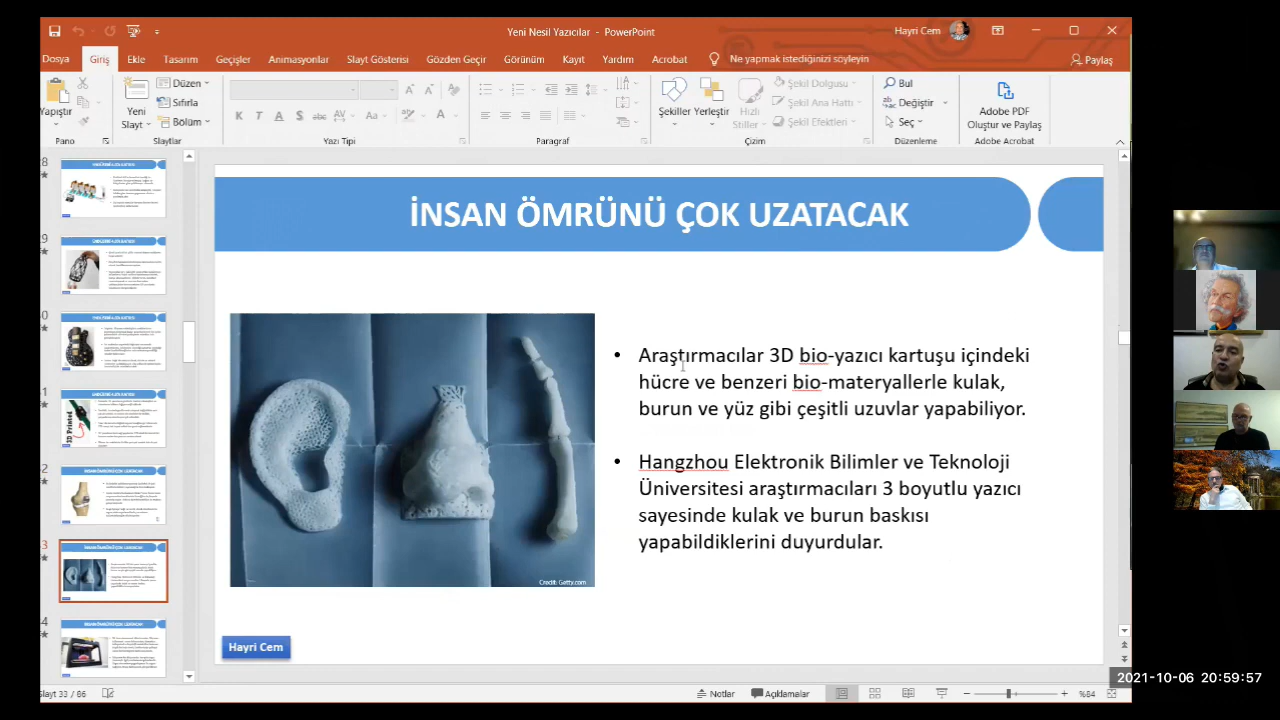 Yeni Nesil Yazıcılar - PowerPoint
Hayri Cem
Dosya Giriş Ekle Tasarım Geçişler Animasyonlar Slayt Gösterisi Gözden Geçir Görünüm Kayıt Yardım Acrobat Ne yapmak istediğinizi söyleyin Paylaş
Yapıştır
Yeni Slayt
Düzen
Sıfırla
Bölüm
K T A S abc AV Aa A
Şekiller Yerleştir Hızlı Stiller
Şekil Dolgusu
Şekil Ana Hattı
Şekil Efektleri
Bul
Değiştir
Seç
Adobe PDF
Oluştur ve Paylaş
Pano Slaytlar Yazı Tipi Paragraf Çizim Düzenleme Adobe Acrobat
İNSAN ÖMRÜNÜ ÇOK UZATACAK
• Araştırmacılar 3D bio-yazıcı kartuşu içindeki
hücre ve benzeri bio-materyallerle kulak,
burun ve yüz gibi çeşitli uzuvlar yapabiliyor.
• Hangzhou Elektronik Bilimler ve Teknoloji
Üniversitesi araştırmacıları 3 boyutlu yazıcı
sayesinde kulak ve burun baskısı
yapabildiklerini duyurdular.
Credit: Getty.com
Hayri Cem
3D Printed
2021-10-06 20:59:57
Slayt 33 / 86
Notlar Açıklamalar %64